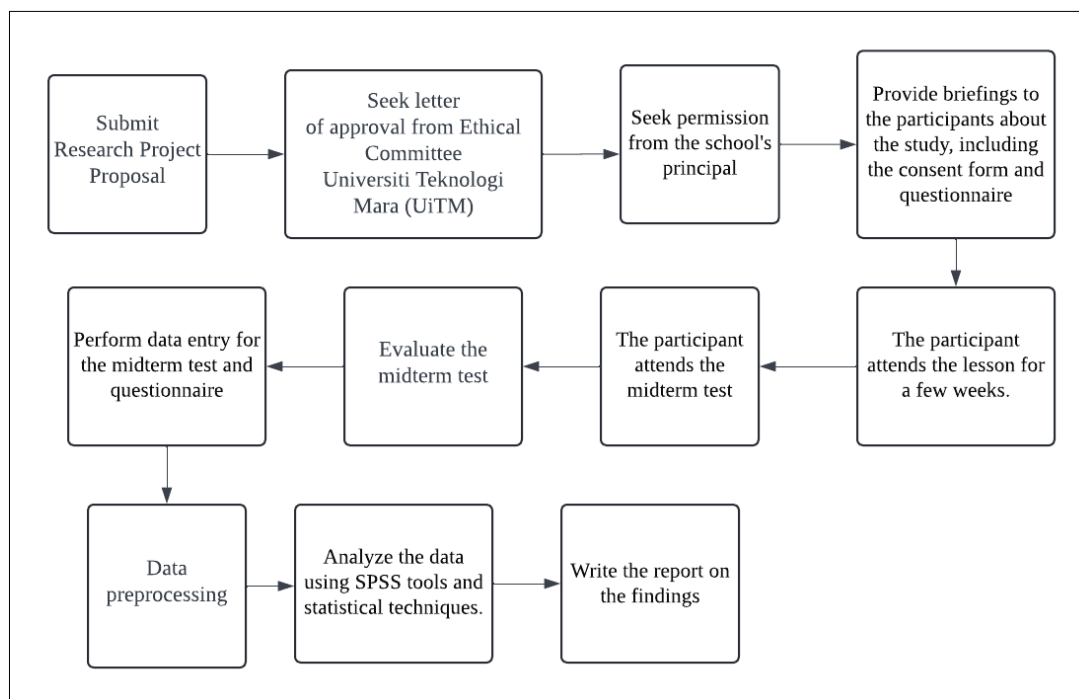 Submit
Research Project
Proposal
Seek letter
of approval from Ethical
Committee
Universiti Teknologi
Mara (UiTM)
Seek permission
from the school's
principal
Provide briefings to
the participants about
the study, including
the consent form and
questionnaire
The participant
attends the lesson for
a few weeks.
The participant
attends the
midterm test
Evaluate the
midterm test
Perform data entry for
the midterm test and
questionnaire
Data
preprocessing
Analyze the data
using SPSS tools and
statistical techniques.
Write the report on
the findings